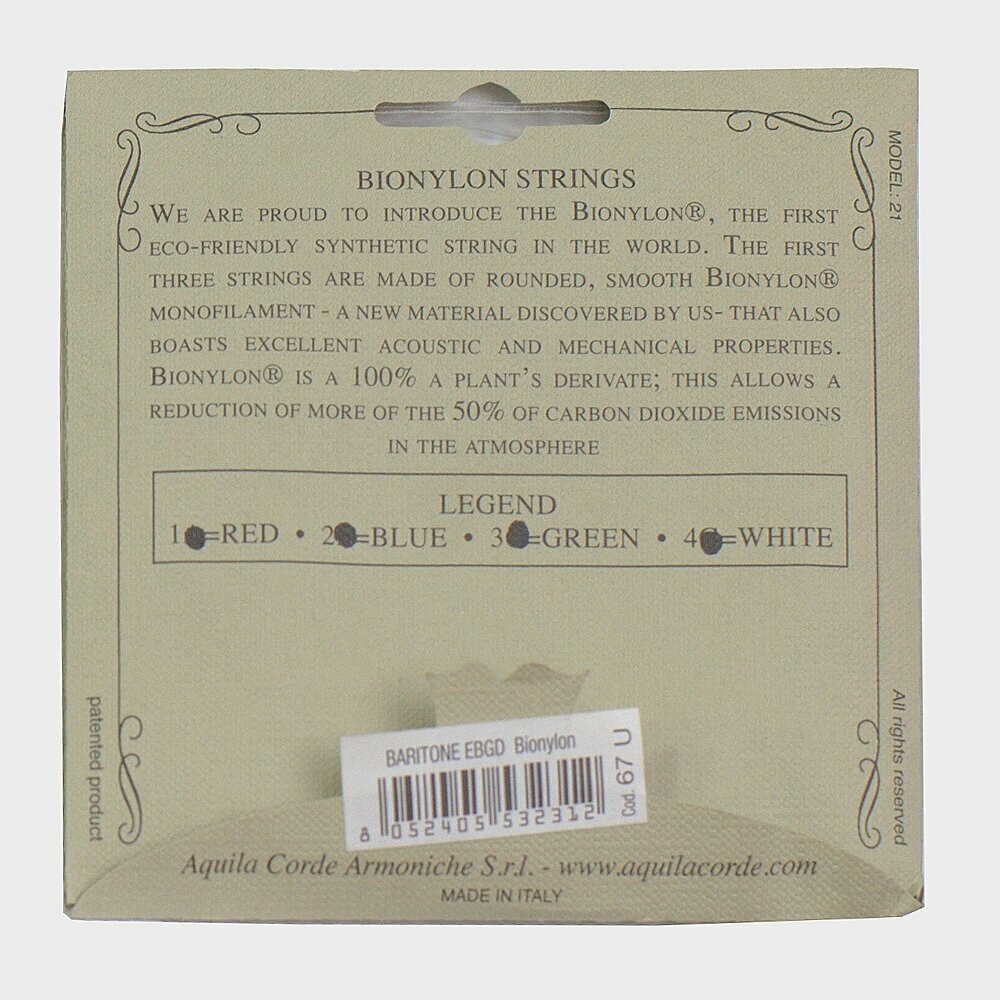 BIONYLON STRINGS
WE ARE PROUD TO INTRODUCE THE BIONYLON®, THE FIRST
ECO-FRIENDLY SYNTHETIC STRING IN THE WORLD. THE FIRST
THREE STRINGS ARE MADE OF ROUNDED, SMOOTH BIONYLON®
MONOFILAMENT - A NEW MATERIAL DISCOVERED BY US- THAT ALSO
BOASTS EXCELLENT ACOUSTIC AND MECHANICAL PROPERTIES.
BIONYLON® IS A 100% A PLANT'S DERIVATE; THIS ALLOWS A
REDUCTION OF MORE OF THE 50% OF CARBON DIOXIDE EMISSIONS
IN THE ATMOSPHERE
LEGEND
1 =RED • 2 =BLUE • 3 =GREEN • 4 =WHITE
MODEL: 21
patented product
All rights reserved
BARITONE EBGD Bionylon
8 052405 532312
Cod. 67 U
Aquila Corde Armoniche S.r.l. - www.aquilacorde.com
MADE IN ITALY